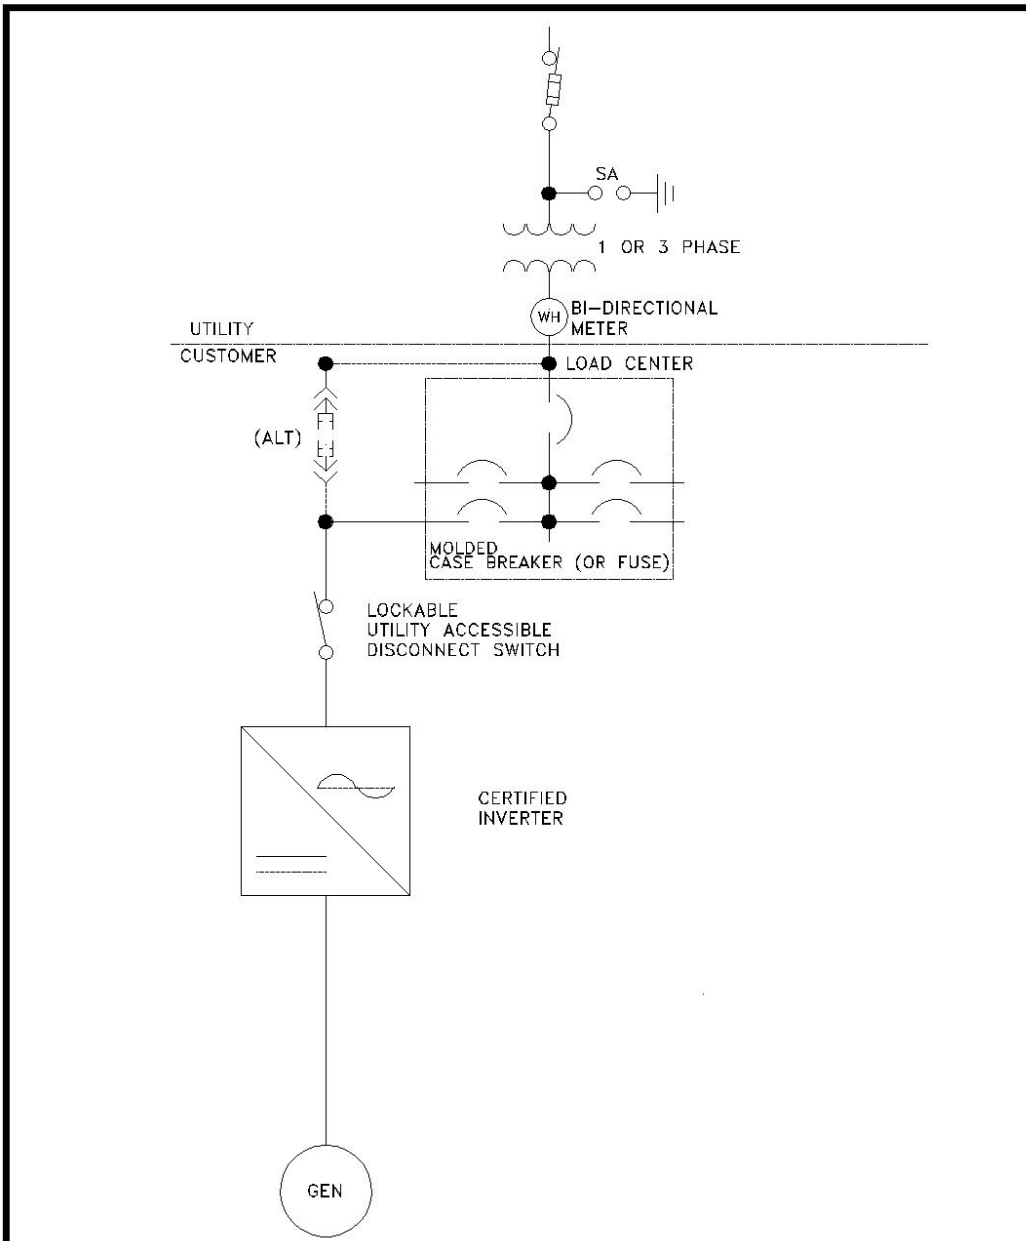 SA
1 OR 3 PHASE
WH
BI-DIRECTIONAL
METER
UTILITY
CUSTOMER
LOAD CENTER
(ALT)
MOLDED
CASE BREAKER (OR FUSE)
LOCKABLE
UTILITY ACCESSIBLE
DISCONNECT SWITCH
CERTIFIED
INVERTER
GEN